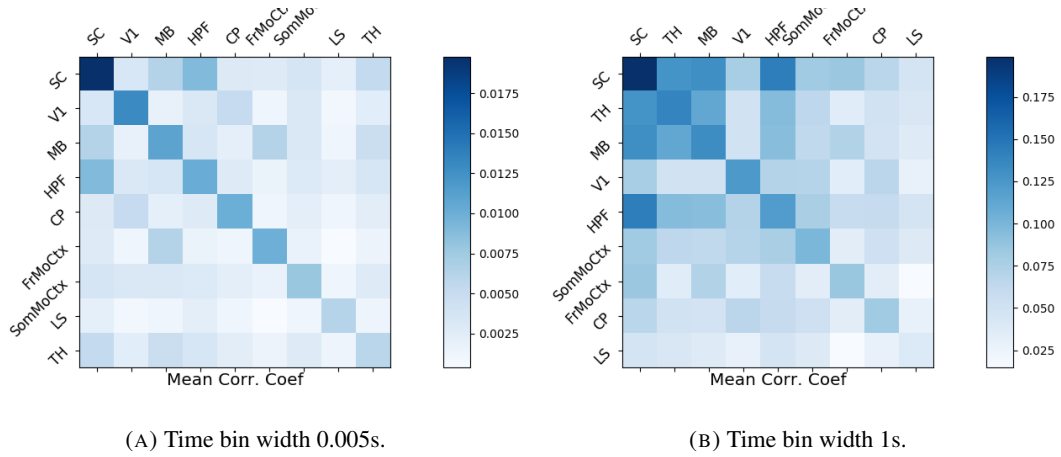 SC V1 MB HPF CP FrMoCtx SomMo LS TH
SC
V1
MB
HPF
CP
FrMoCtx
SomMoCtx
LS
TH
Mean Corr. Coef
0.0175
0.0150
0.0125
0.0100
0.0075
0.0050
0.0025
(A) Time bin width 0.005s.
SC TH MB V1 HPF SomMo FrMoCtx CP LS
SC
TH
MB
V1
HPF
SomMoCtx
FrMoCtx
CP
LS
Mean Corr. Coef
0.175
0.150
0.125
0.100
0.075
0.050
0.025
(B) Time bin width 1s.